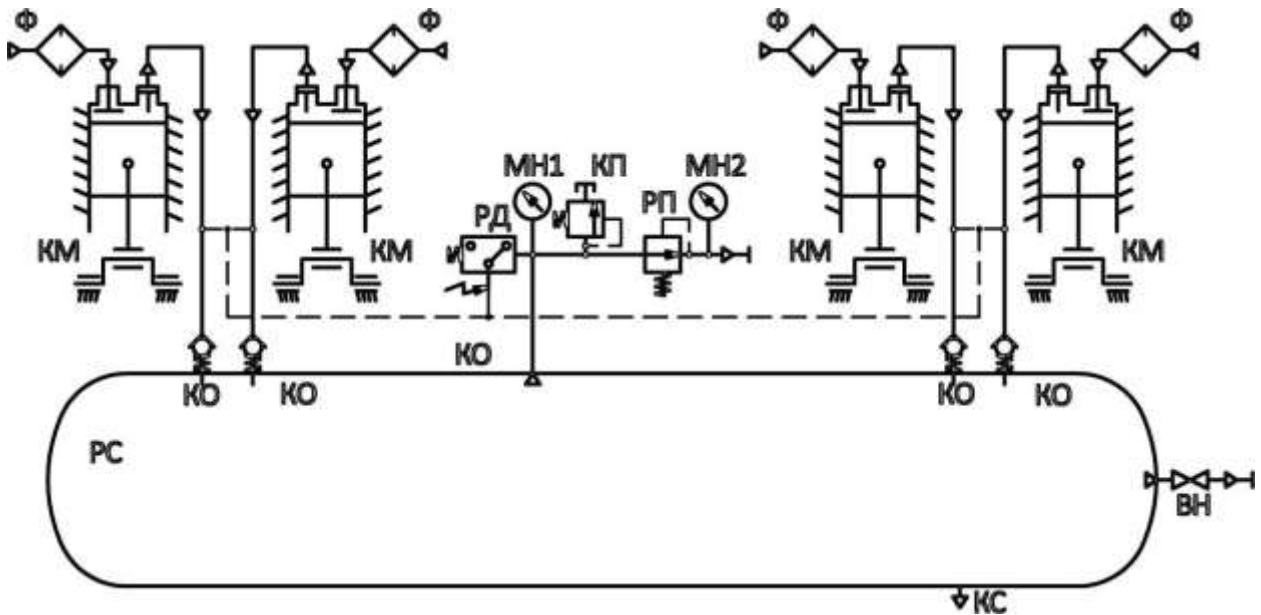 Ф Ф Ф Ф
МН1 КП МН2
РД РП
КМ КМ КМ КМ
КО
КО КО КО КО
РС
ВН
КС